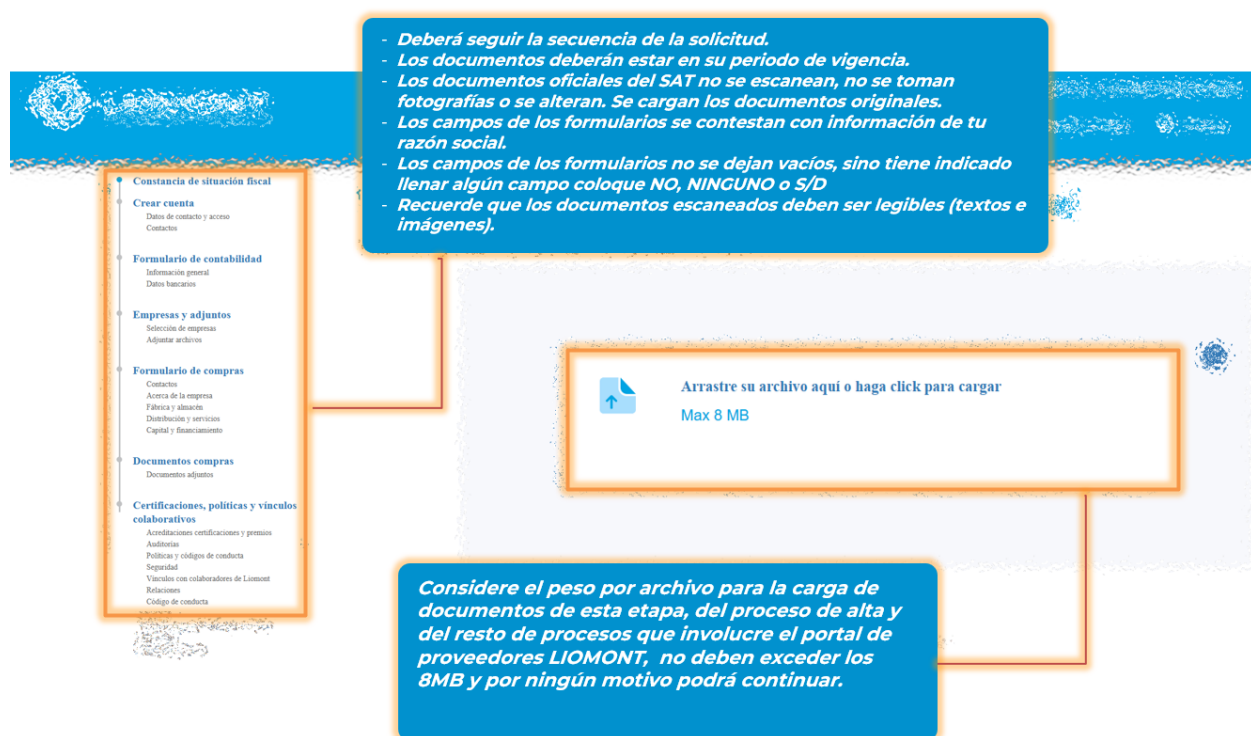 - Deberá seguir la secuencia de la solicitud.
- Los documentos deberán estar en su periodo de vigencia.
- Los documentos oficiales del SAT no se escanean, no se toman
fotografías o se alteran. Se cargan los documentos originales.
- Los campos de los formularios se contestan con información de tu
razón social.
- Los campos de los formularios no se dejan vacíos, sino tiene indicado
llenar algún campo coloque NO, NINGUNO o S/D
- Recuerde que los documentos escaneados deben ser legibles (textos e
imágenes).
Constancia de situación fiscal
Crear cuenta
Datos de contacto y acceso
Contactos
Formulario de contabilidad
Información general
Datos bancarios
Empresas y adjuntos
Selección de empresas
Adjuntar archivos
Formulario de compras
Contactos
Acerca de la empresa
Fábrica y almacén
Distribución y servicios
Capital y financiamiento
Documentos compras
Documentos adjuntos
Certificaciones, políticas y vínculos
colaborativos
Acreditaciones certificaciones y premios
Auditorías
Políticas y códigos de conducta
Seguridad
Vínculos con colaboradores de Liomont
Relaciones
Código de conducta
Arrastre su archivo aquí o haga click para cargar
Max 8 MB
Considere el peso por archivo para la carga de
documentos de esta etapa, del proceso de alta y
del resto de procesos que involucre el portal de
proveedores LIOMONT, no deben exceder los
8MB y por ningún motivo podrá continuar.